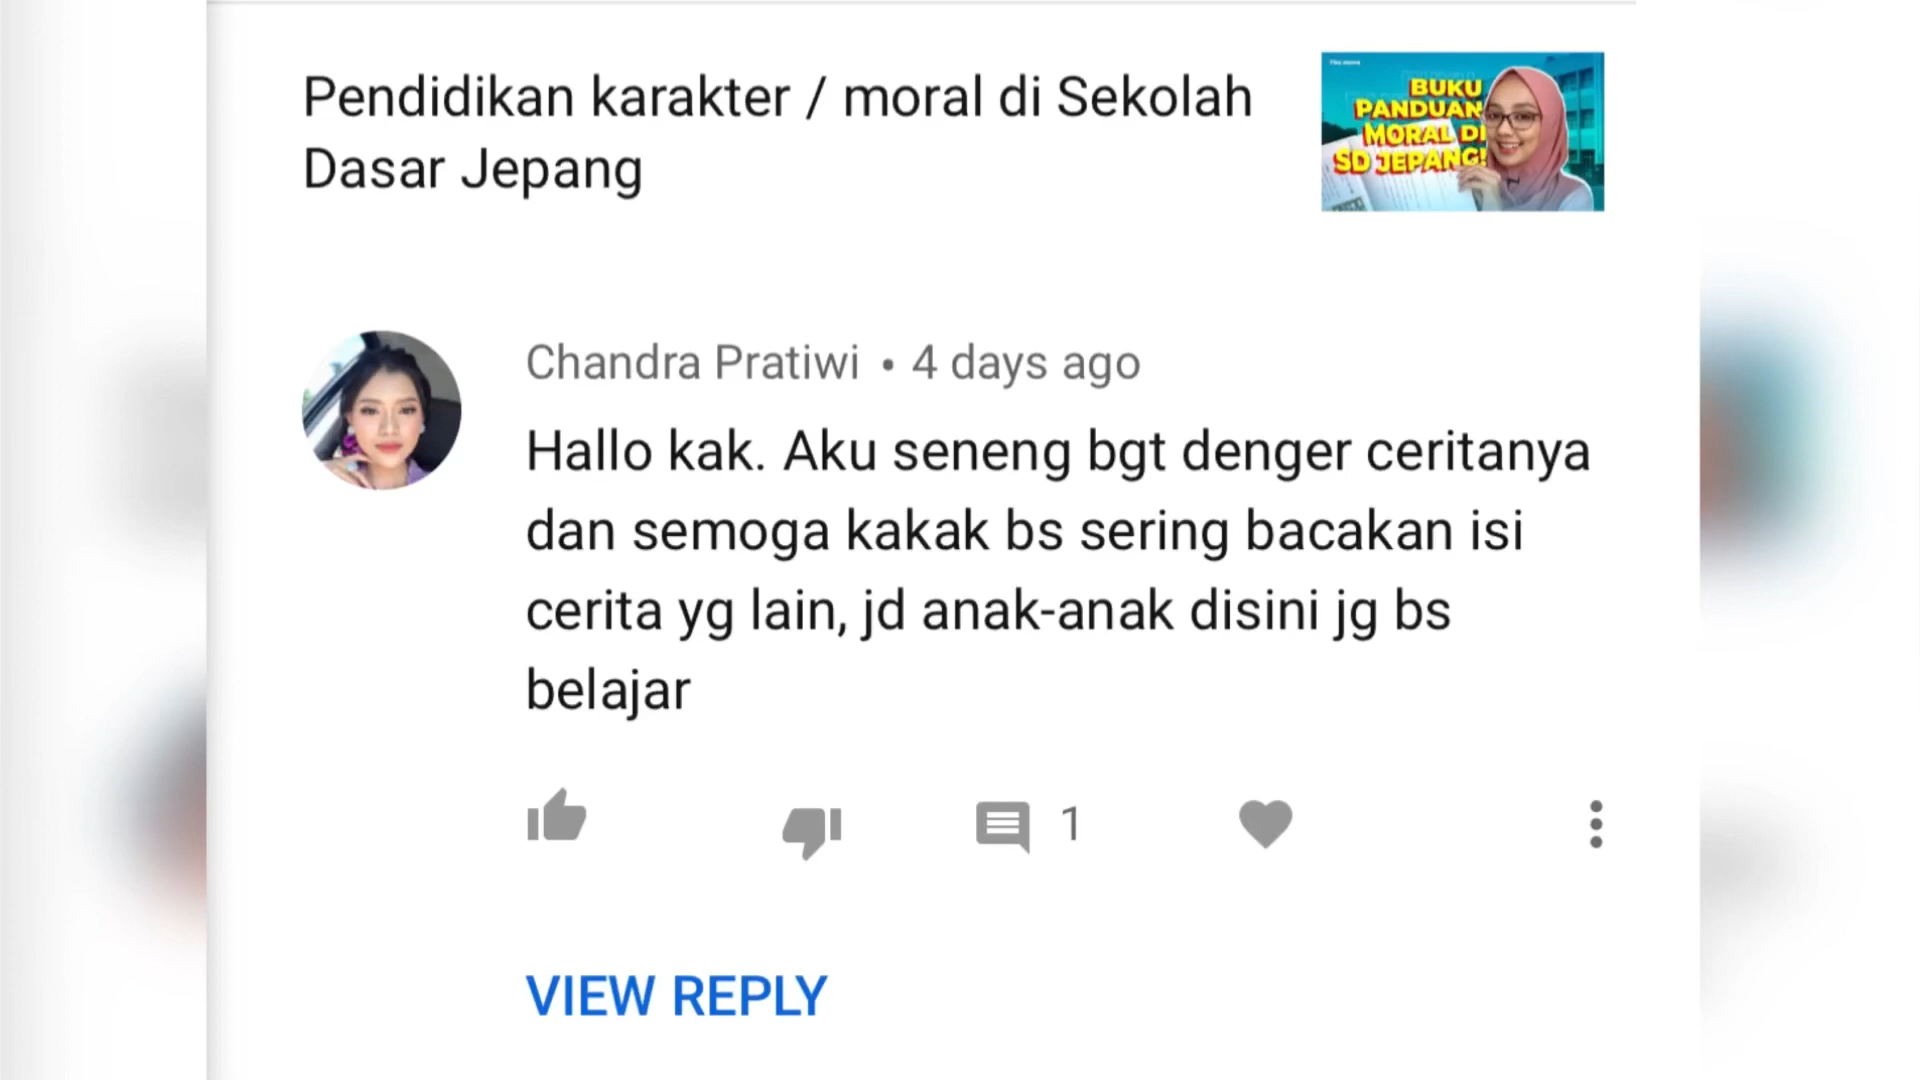 Pendidikan karakter / moral di Sekolah
Dasar Jepang
BUKU
PANDUAN
MORAL DI
SD JEPANG!
Chandra Pratiwi • 4 days ago
Hallo kak. Aku seneng bgt denger ceritanya
dan semoga kakak bs sering bacakan isi
cerita yg lain, jd anak-anak disini jg bs
belajar
1
VIEW REPLY